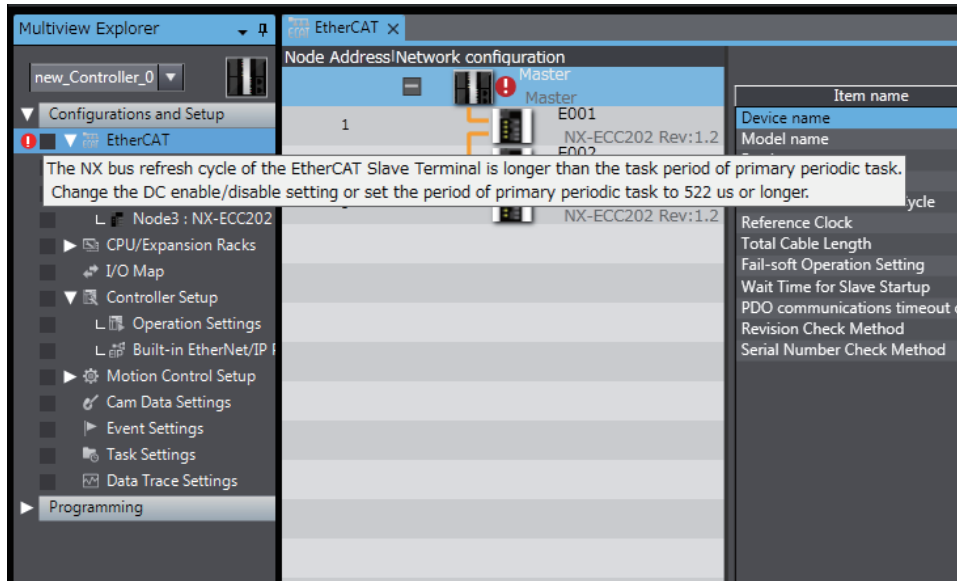 Multiview Explorer
new_Controller_0
Configurations and Setup
EtherCAT
Node3 : NX-ECC202
CPU/Expansion Racks
I/O Map
Controller Setup
Operation Settings
Built-in EtherNet/IP
Motion Control Setup
Cam Data Settings
Event Settings
Task Settings
Data Trace Settings
Programming
EtherCAT
Node Address Network configuration
Master
Master
1
E001
NX-ECC202 Rev:1.2
E002
The NX bus refresh cycle of the EtherCAT Slave Terminal is longer than the task period of primary periodic task.
Change the DC enable/disable setting or set the period of primary periodic task to 522 us or longer.
NX-ECC202 Rev:1.2
Item name
Device name
Model name
Reference Clock
Total Cable Length
Fail-soft Operation Setting
Wait Time for Slave Startup
PDO communications timeout
Revision Check Method
Serial Number Check Method